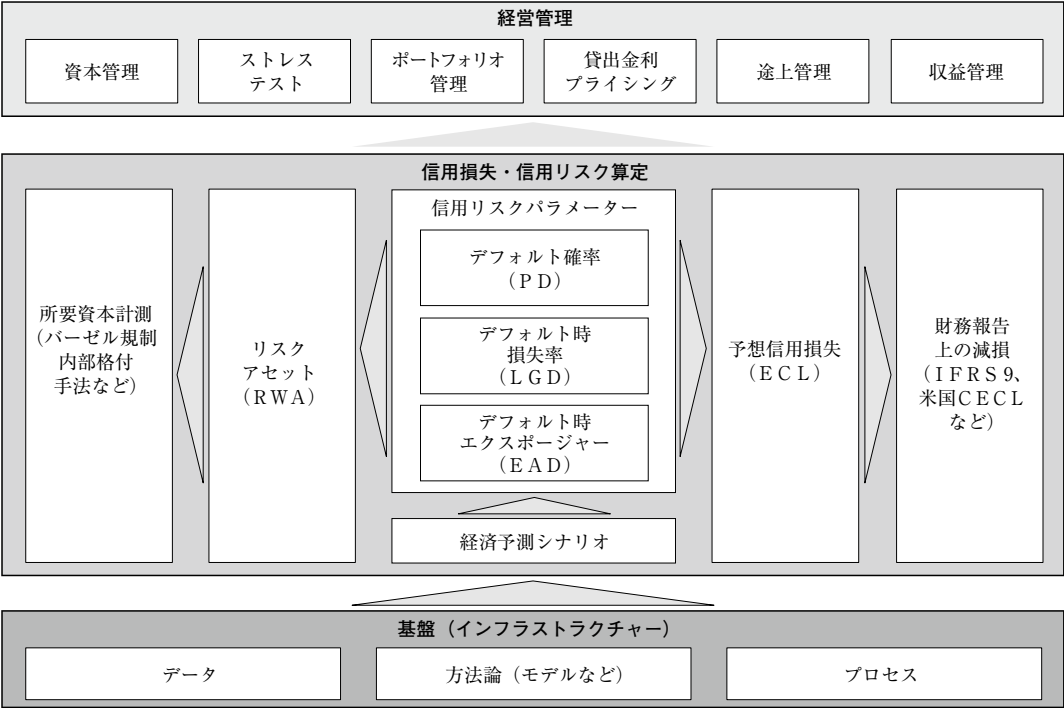 経営管理
資本管理
ストレス
テスト
ポートフォリオ
管理
貸出金利
プライシング
途上管理
収益管理
信用損失・信用リスク算定
所要資本計測
（バーゼル規制
内部格付
手法など）
リスク
アセット
（ＲＷＡ）
信用リスクパラメーター
デフォルト確率
（ＰＤ）
デフォルト時
損失率
（ＬＧＤ）
デフォルト時
エクスポージャー
（ＥＡＤ）
経済予測シナリオ
予想信用損失
（ＥＣＬ）
財務報告
上の減損
（ＩＦＲＳ９、
米国ＣＥＣＬ
など）
基盤（インフラストラクチャー）
データ
方法論（モデルなど）
プロセス